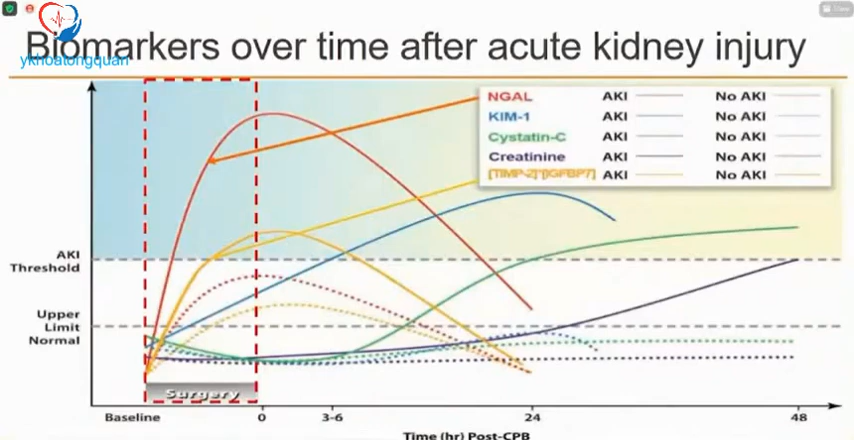 Biomarkers over time after acute kidney injury
ykhoatongquan
NGAL AKI No AKI
KIM-1 AKI No AKI
Cystatin-C AKI No AKI
Creatinine AKI No AKI
[TIMP-2]*[IGFBP7] AKI No AKI
AKI
Threshold
Upper
Limit
Normal
Surgery
Baseline 0 3-6 24 48
Time (hr) Post-CPB